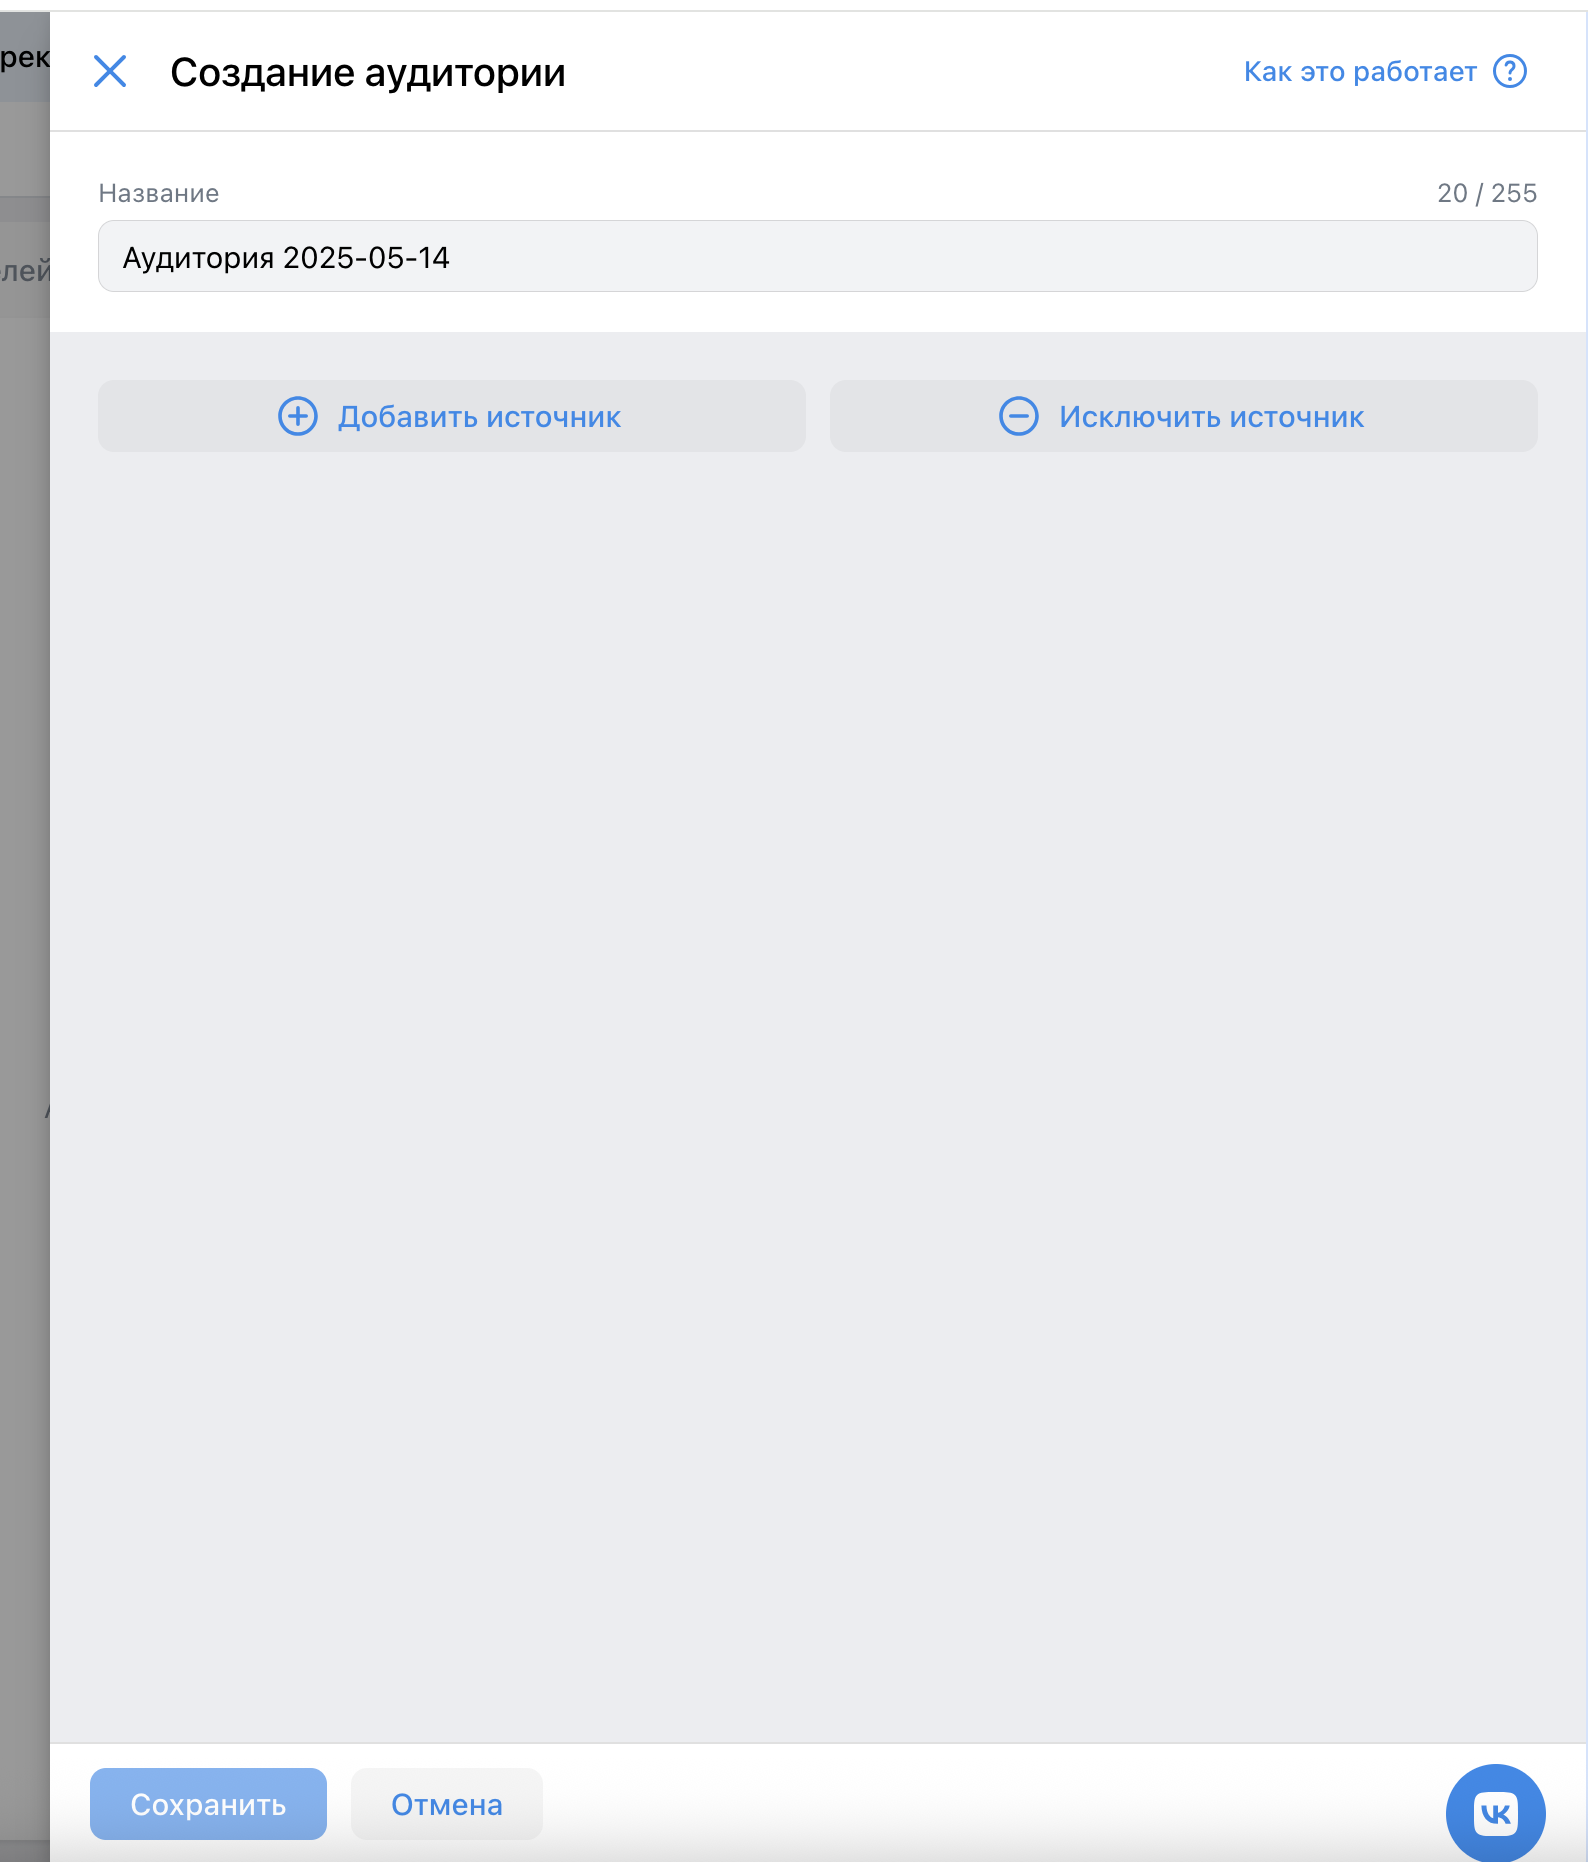 рек
Создание аудитории
Как это работает
Название
20 / 255
Аудитория 2025-05-14
лей
Добавить источник
Исключить источник
Сохранить
Отмена